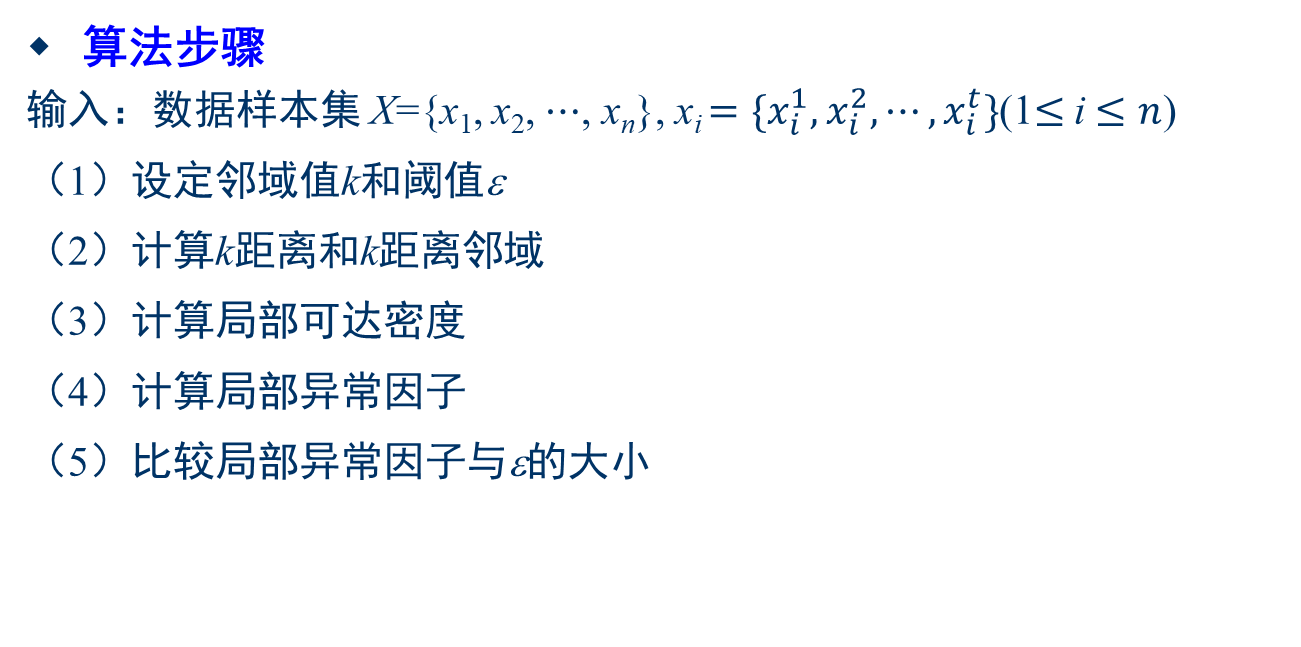 ◆ 算法步骤
输入：数据样本集 X={x₁, x₂, ⋯, xₙ}, xᵢ = {xᵢ¹, xᵢ², ⋯, xᵢᵗ}(1≤ i ≤ n)
（1）设定邻域值k和阈值ε
（2）计算k距离和k距离邻域
（3）计算局部可达密度
（4）计算局部异常因子
（5）比较局部异常因子与ε的大小